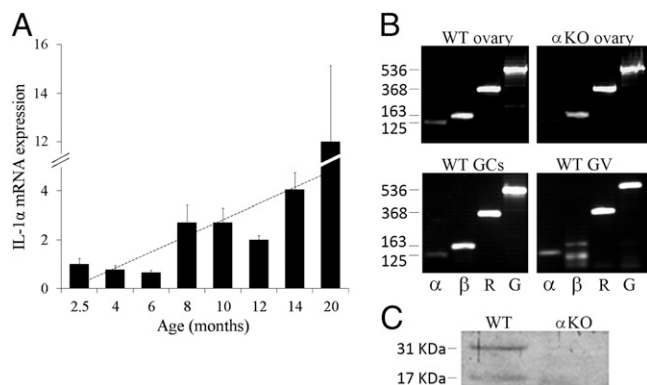 A
IL-1α mRNA expression
16
14
12
4
2
0
2.5 4 6 8 10 12 14 20
Age (months)
B
WT ovary αKO ovary
536
368
163
125
WT GCs WT GV
536
368
163
125
α β R G α β R G
C
WT αKO
31 KDa
17 KDa